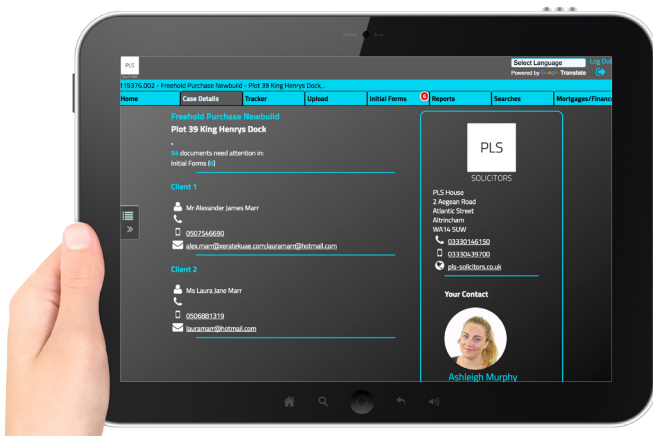 PLS
SOLICITORS
Select Language
Log Out
Powered by Google Translate
119376.002 - Freehold Purchase Newbuild - Plot 39 King Henrys Dock, .
Home Case Details Tracker Upload Initial Forms 6 Reports Searches Mortgages/Finance
Freehold Purchase Newbuild
Plot 39 King Henrys Dock
.
54 documents need attention in:
Initial Forms (6)
Client 1
Mr Alexander James Marr
0507546690
alex.marr@xeratekuae.com;lauramarr@hotmail.com
Client 2
Ms Laura Jane Marr
0506881319
lauramarr@hotmail.com
PLS
SOLICITORS
PLS House
2 Aegean Road
Atlantic Street
Altrincham
WA14 5UW
03330146150
03330439700
pls-solicitors.co.uk
Your Contact
Ashleigh Murphy